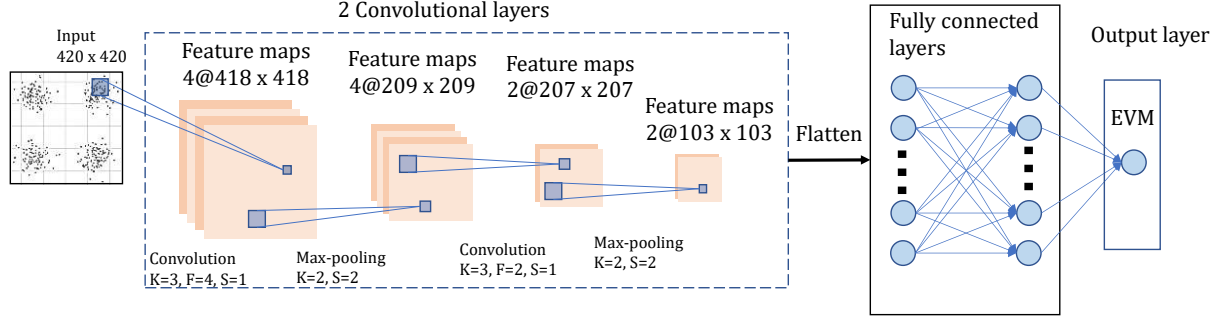 2 Convolutional layers
Input
420 x 420
Feature maps
4@418 x 418
Feature maps
4@209 x 209
Feature maps
2@207 x 207
Feature maps
2@103 x 103
Convolution
K=3, F=4, S=1
Max-pooling
K=2, S=2
Convolution
K=3, F=2, S=1
Max-pooling
K=2, S=2
Flatten
Fully connected
layers
Output layer
EVM